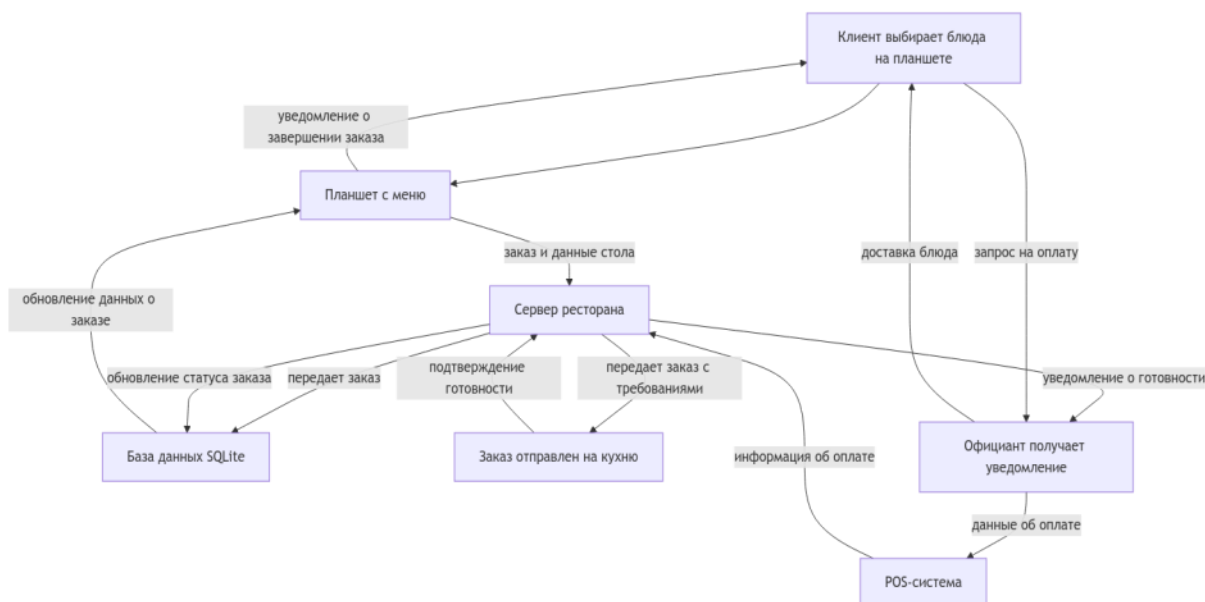 Клиент выбирает блюда
на планшете
уведомление о
завершении заказа
Планшет с меню
заказ и данные стола
доставка блюда
запрос на оплату
обновление данных о
заказе
Сервер ресторана
обновление статуса заказа
передает заказ
подтверждение
готовности
передает заказ с
требованиями
уведомление о готовности
База данных SQLite
Заказ отправлен на кухню
информация об оплате
Официант получает
уведомление
данные об оплате
POS-система